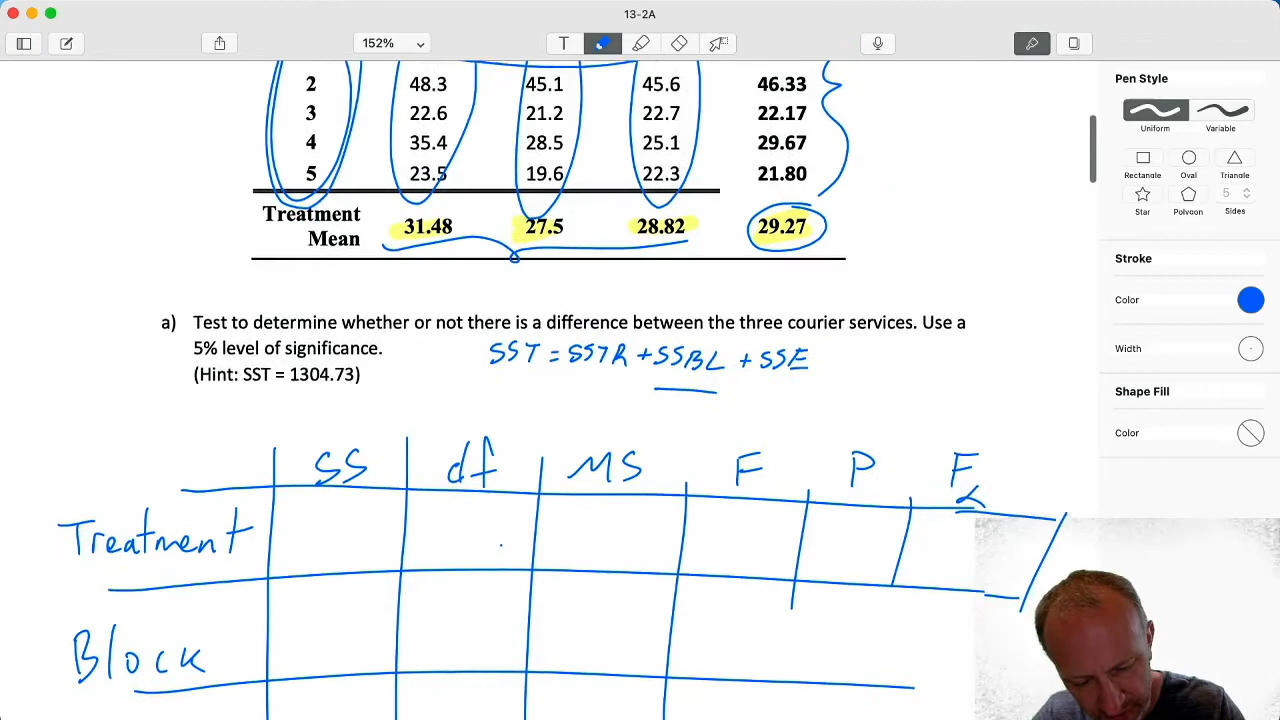 13-2A
152%
T
Pen Style
Uniform Variable
Rectangle Oval Triangle
5
Star Polygon Sides
Stroke
Color
Width
Shape Fill
Color
2 48.3 45.1 45.6 46.33
3 22.6 21.2 22.7 22.17
4 35.4 28.5 25.1 29.67
5 23.5 19.6 22.3 21.80
Treatment
Mean 31.48 27.5 28.82 29.27
a) Test to determine whether or not there is a difference between the three courier services. Use a
5% level of significance.
(Hint: SST = 1304.73)
SST = SSTR + SSBL + SSE
SS df MS F P Fα
Treatment
Block